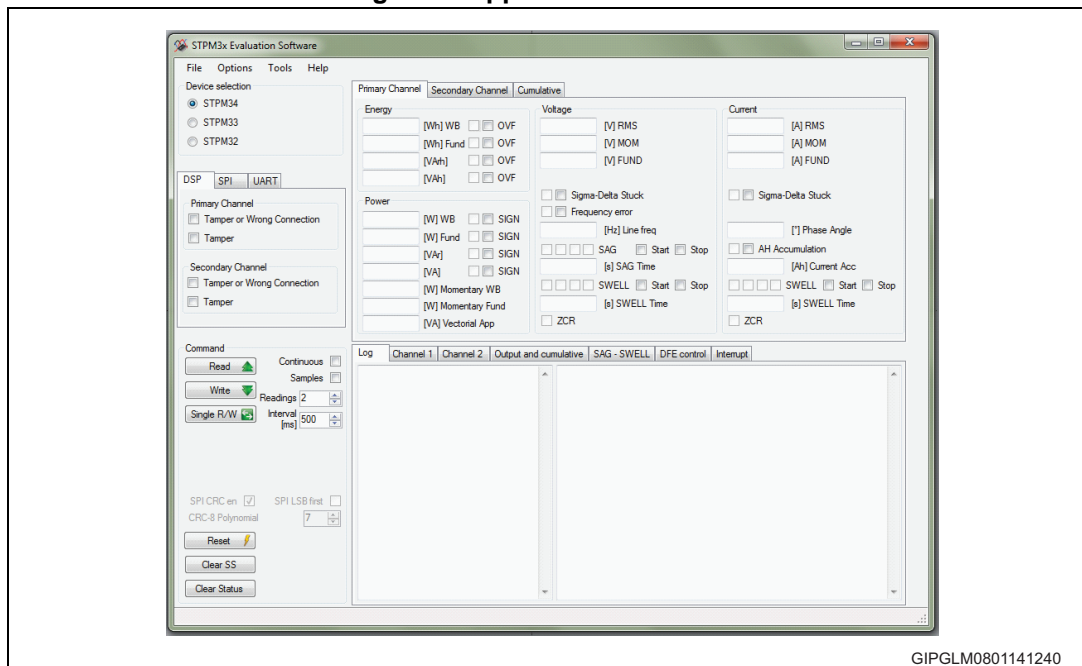 STPM3x Evaluation Software
File Options Tools Help
Device selection
STPM34
STPM33
STPM32
DSP SPI UART
Primary Channel
Tamper or Wrong Connection
Tamper
Secondary Channel
Tamper or Wrong Connection
Tamper
Command
Read Continuous
Samples
Write Readings 2
Single R/W Interval [ms] 500
SPI CRC en SPI LSB first
CRC-8 Polynomial 7
Reset
Clear SS
Clear Status
Primary Channel Secondary Channel Cumulative
Energy
[Wh] WB OVF
[Wh] Fund OVF
[VArh] OVF
[VAh] OVF
Power
[W] WB SIGN
[W] Fund SIGN
[VAr] SIGN
[VA] SIGN
[W] Momentary WB
[W] Momentary Fund
[VA] Vectorial App
Voltage
[V] RMS
[V] MOM
[V] FUND
Sigma-Delta Stuck
Frequency error
[Hz] Line freq
SAG Start Stop
[s] SAG Time
SWELL Start Stop
[s] SWELL Time
ZCR
Current
[A] RMS
[A] MOM
[A] FUND
Sigma-Delta Stuck
[°] Phase Angle
AH Accumulation
[Ah] Current Acc
SWELL Start Stop
[s] SWELL Time
ZCR
Log Channel 1 Channel 2 Output and cumulative SAG - SWELL DFE control Interrupt
GIPGLM0801141240